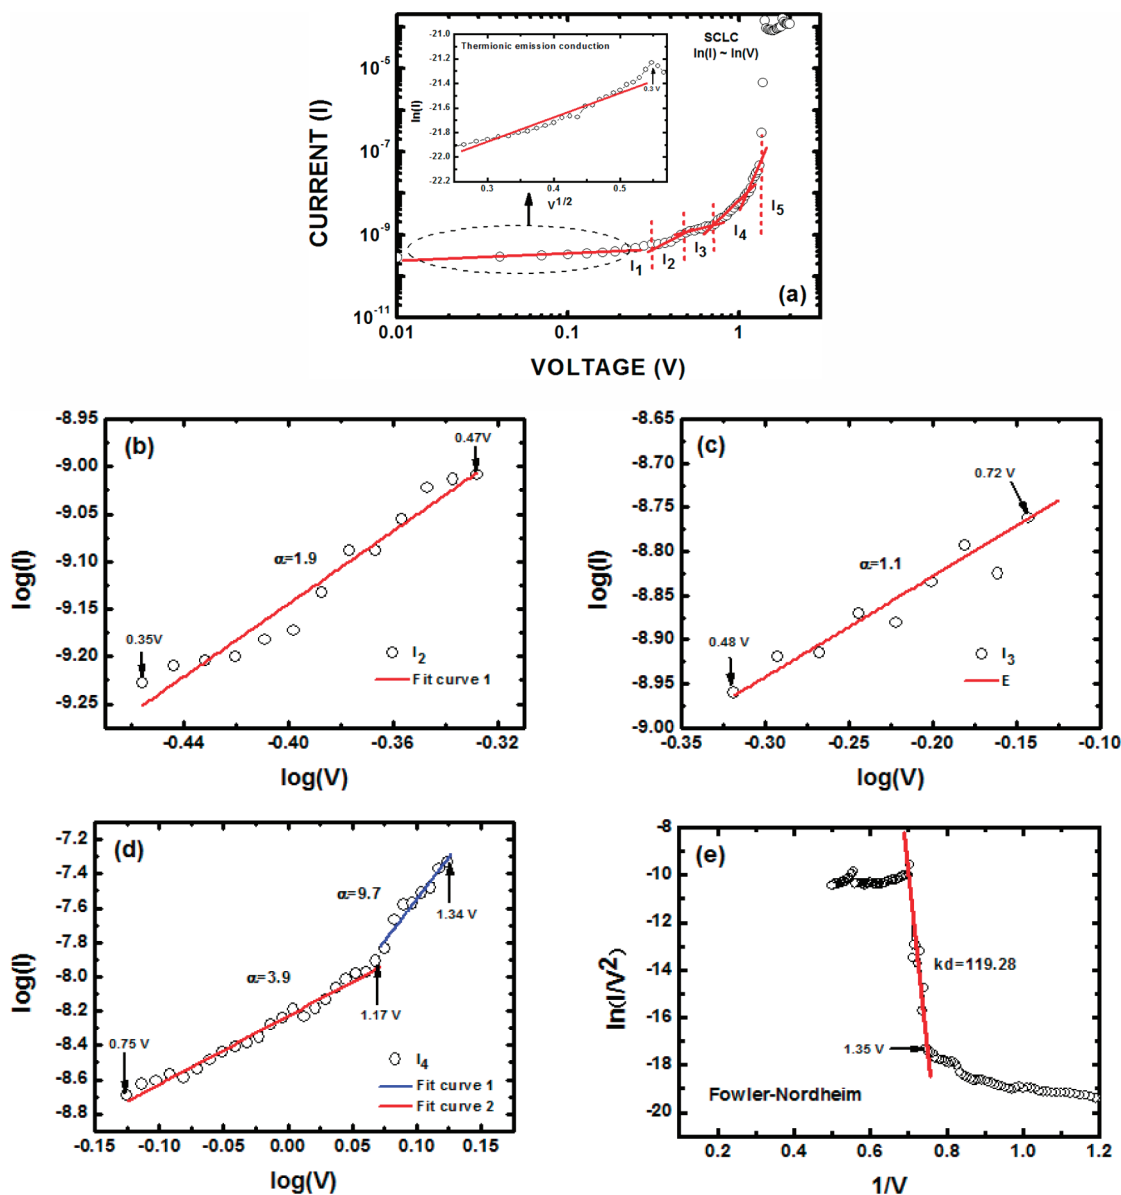 CURRENT (I)
10⁻⁵
10⁻⁷
10⁻⁹
10⁻¹¹
0.01
0.1
1
VOLTAGE (V)
(a)
SCLC
ln(I) ~ ln(V)
Thermionic emission conduction
ln(I)
-21.0
-21.2
-21.4
-21.6
-21.8
-22.0
-22.2
0.3
0.4
0.5
V^1/2
0.3 V
I₁
I₂
I₃
I₄
I₅
(b)
log(I)
-8.95
-9.00
-9.05
-9.10
-9.15
-9.20
-9.25
-0.44
-0.40
-0.36
-0.32
log(V)
0.47V
α=1.9
0.35V
I₂
Fit curve 1
(c)
log(I)
-8.65
-8.70
-8.75
-8.80
-8.85
-8.90
-8.95
-9.00
-0.35
-0.30
-0.25
-0.20
-0.15
-0.10
log(V)
0.72 V
α=1.1
0.48 V
I₃
E
(d)
log(I)
-7.2
-7.4
-7.6
-7.8
-8.0
-8.2
-8.4
-8.6
-8.8
-0.15
-0.10
-0.05
0.00
0.05
0.10
0.15
log(V)
α=9.7
1.34 V
α=3.9
1.17 V
0.75 V
I₄
Fit curve 1
Fit curve 2
(e)
ln(I/V²)
-8
-10
-12
-14
-16
-18
-20
0.2
0.4
0.6
0.8
1.0
1.2
1/V
kd=119.28
1.35 V
Fowler-Nordheim